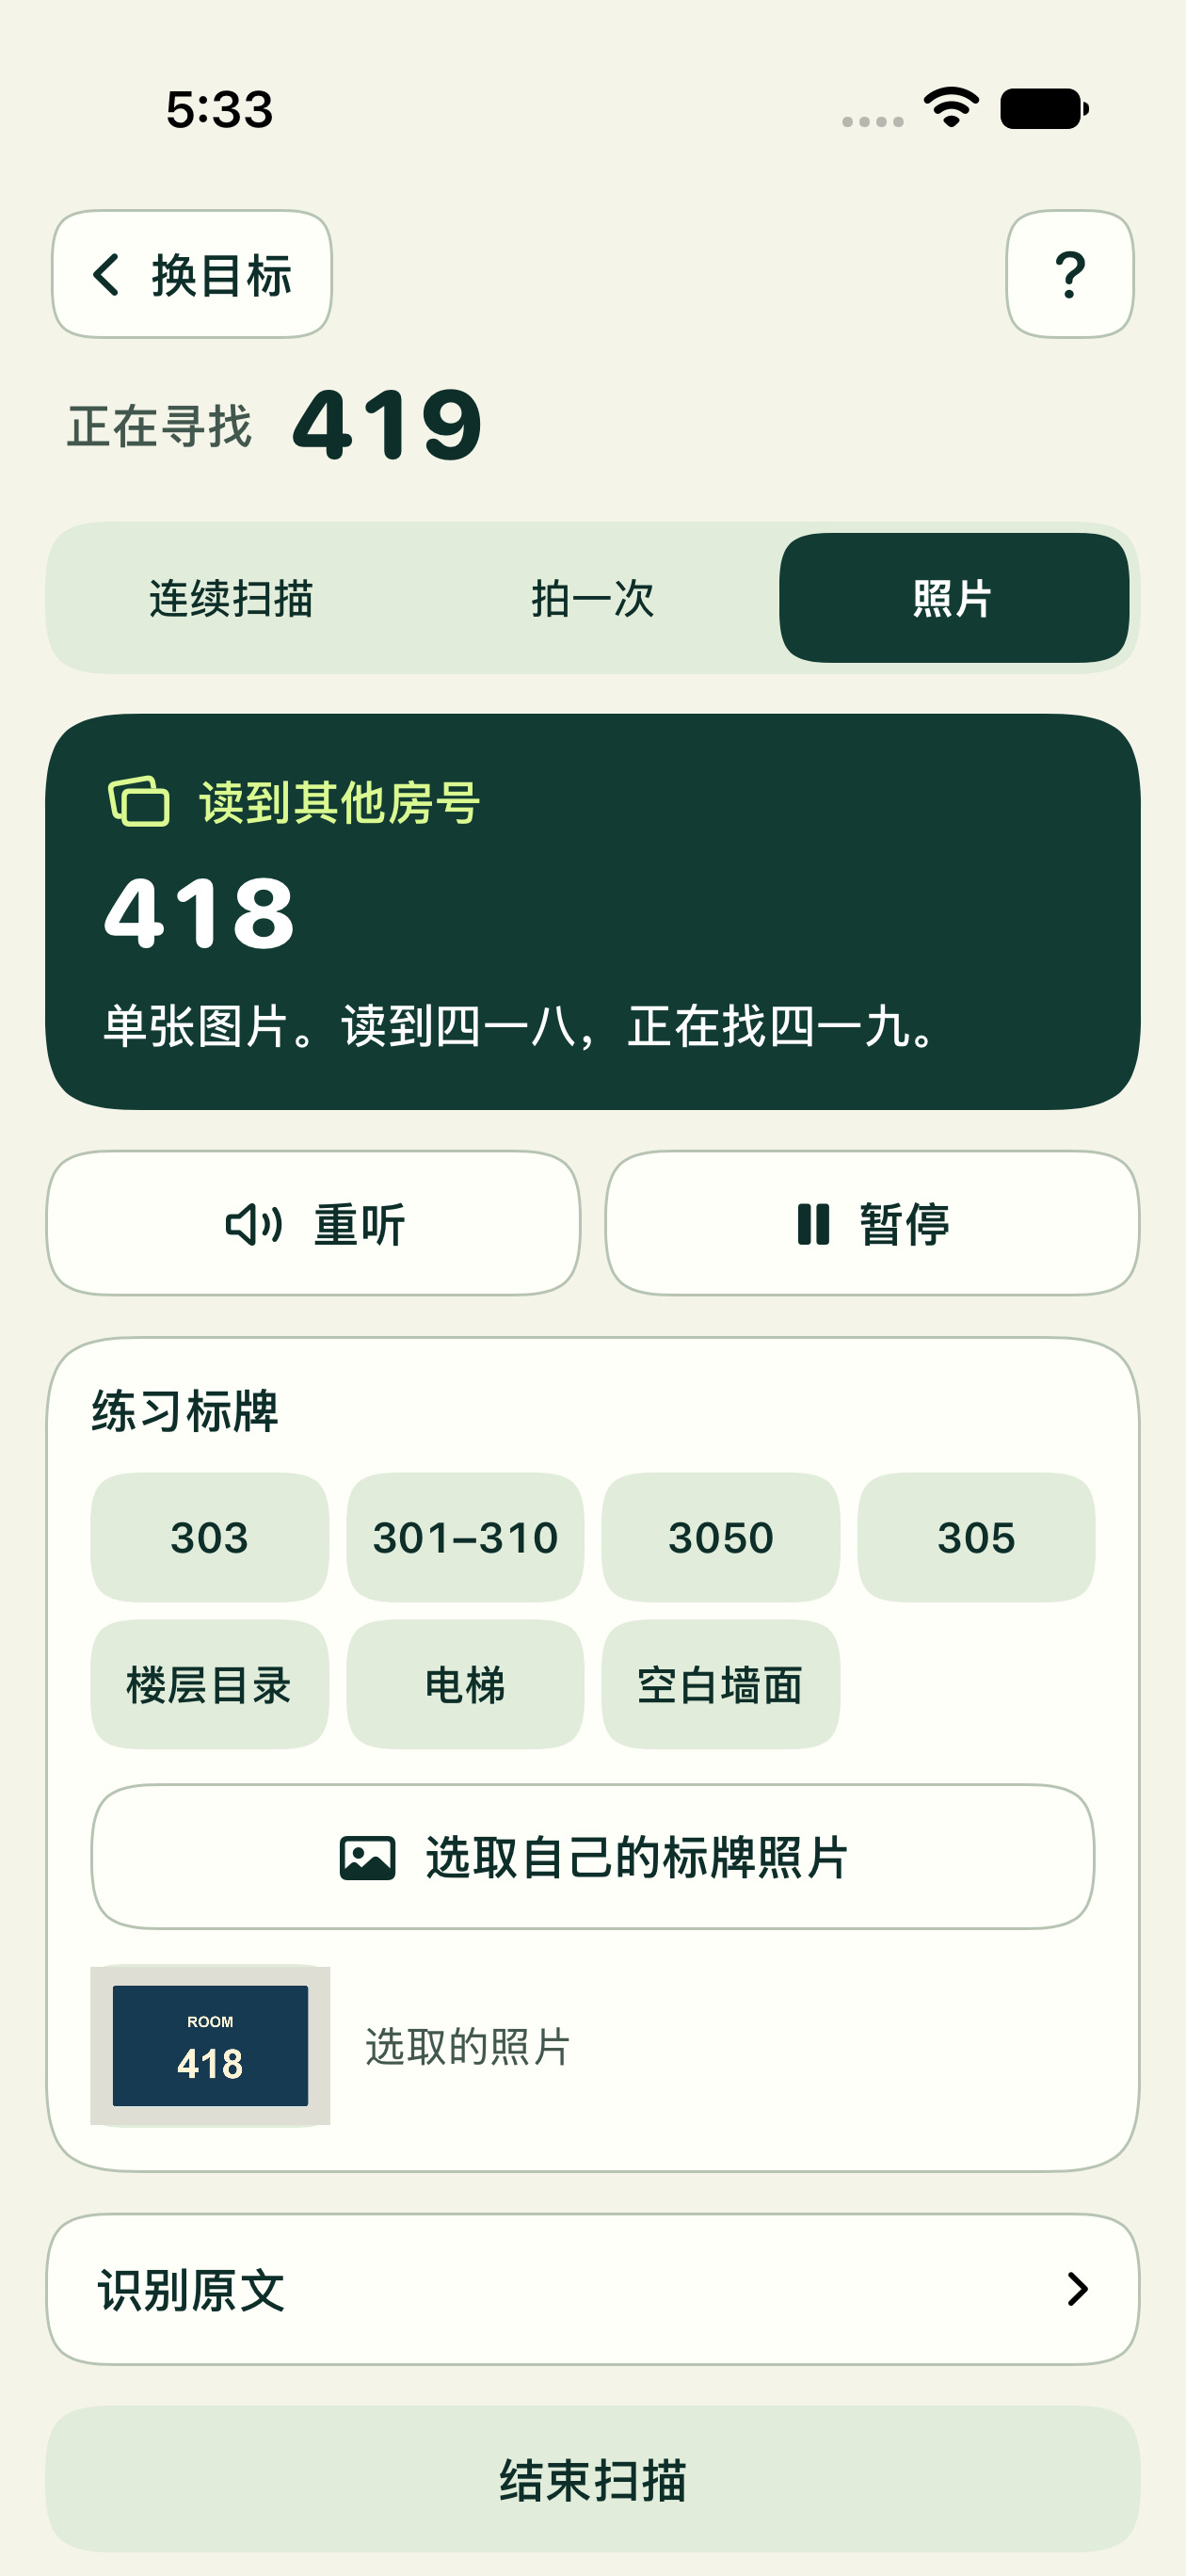 5:33
换目标
?
正在寻找 419
连续扫描 拍一次 照片
读到其他房号
418
单张图片。读到四一八，正在找四一九。
重听 暂停
练习标牌
303 301–310 3050 305
楼层目录 电梯 空白墙面
选取自己的标牌照片
ROOM
418
选取的照片
识别原文
结束扫描